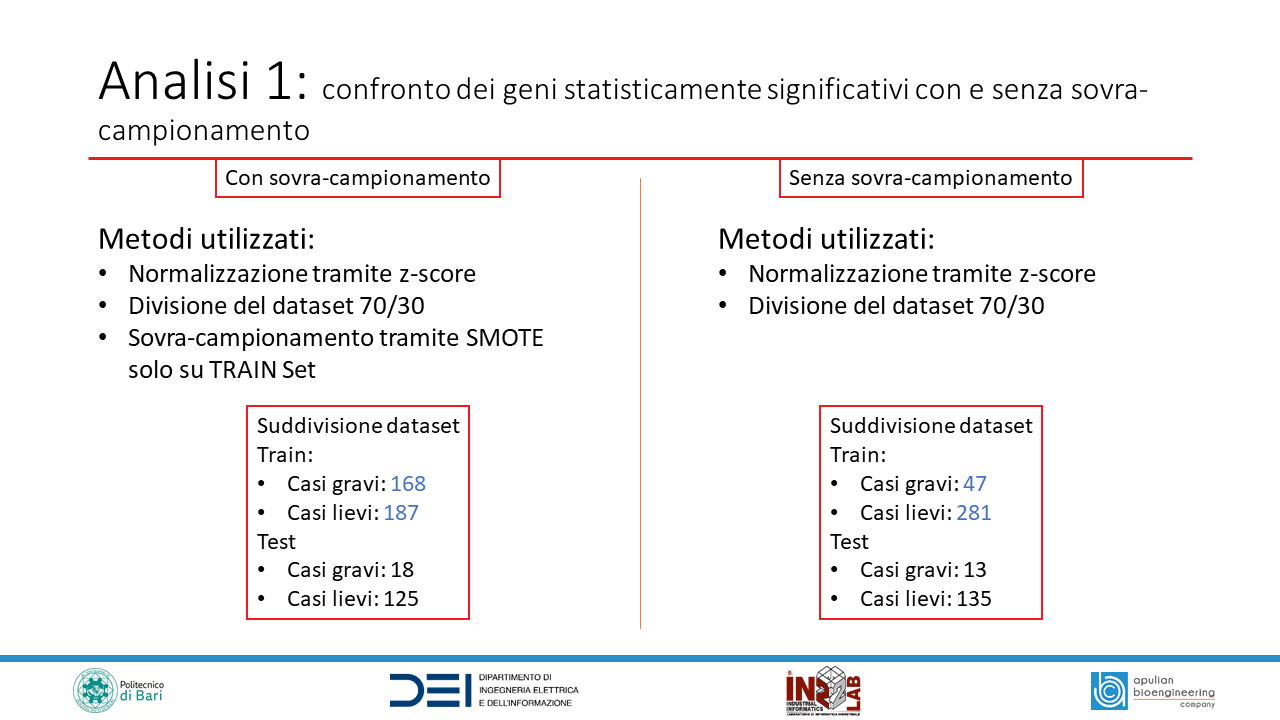 Analisi 1: confronto dei geni statisticamente significativi con e senza sovra-
campionamento
Con sovra-campionamento
Metodi utilizzati:
• Normalizzazione tramite z-score
• Divisione del dataset 70/30
• Sovra-campionamento tramite SMOTE
solo su TRAIN Set
Suddivisione dataset
Train:
• Casi gravi: 168
• Casi lievi: 187
Test
• Casi gravi: 18
• Casi lievi: 125
Senza sovra-campionamento
Metodi utilizzati:
• Normalizzazione tramite z-score
• Divisione del dataset 70/30
Suddivisione dataset
Train:
• Casi gravi: 47
• Casi lievi: 281
Test
• Casi gravi: 13
• Casi lievi: 135
Politecnico
di Bari
DEI
DIPARTIMENTO DI
INGEGNERIA ELETTRICA
E DELL'INFORMAZIONE
INDUSTRIAL
INFORMATICS
LAB
LABORATORIO DI INFORMATICA INDUSTRIALE
apulian
bioengineering
company